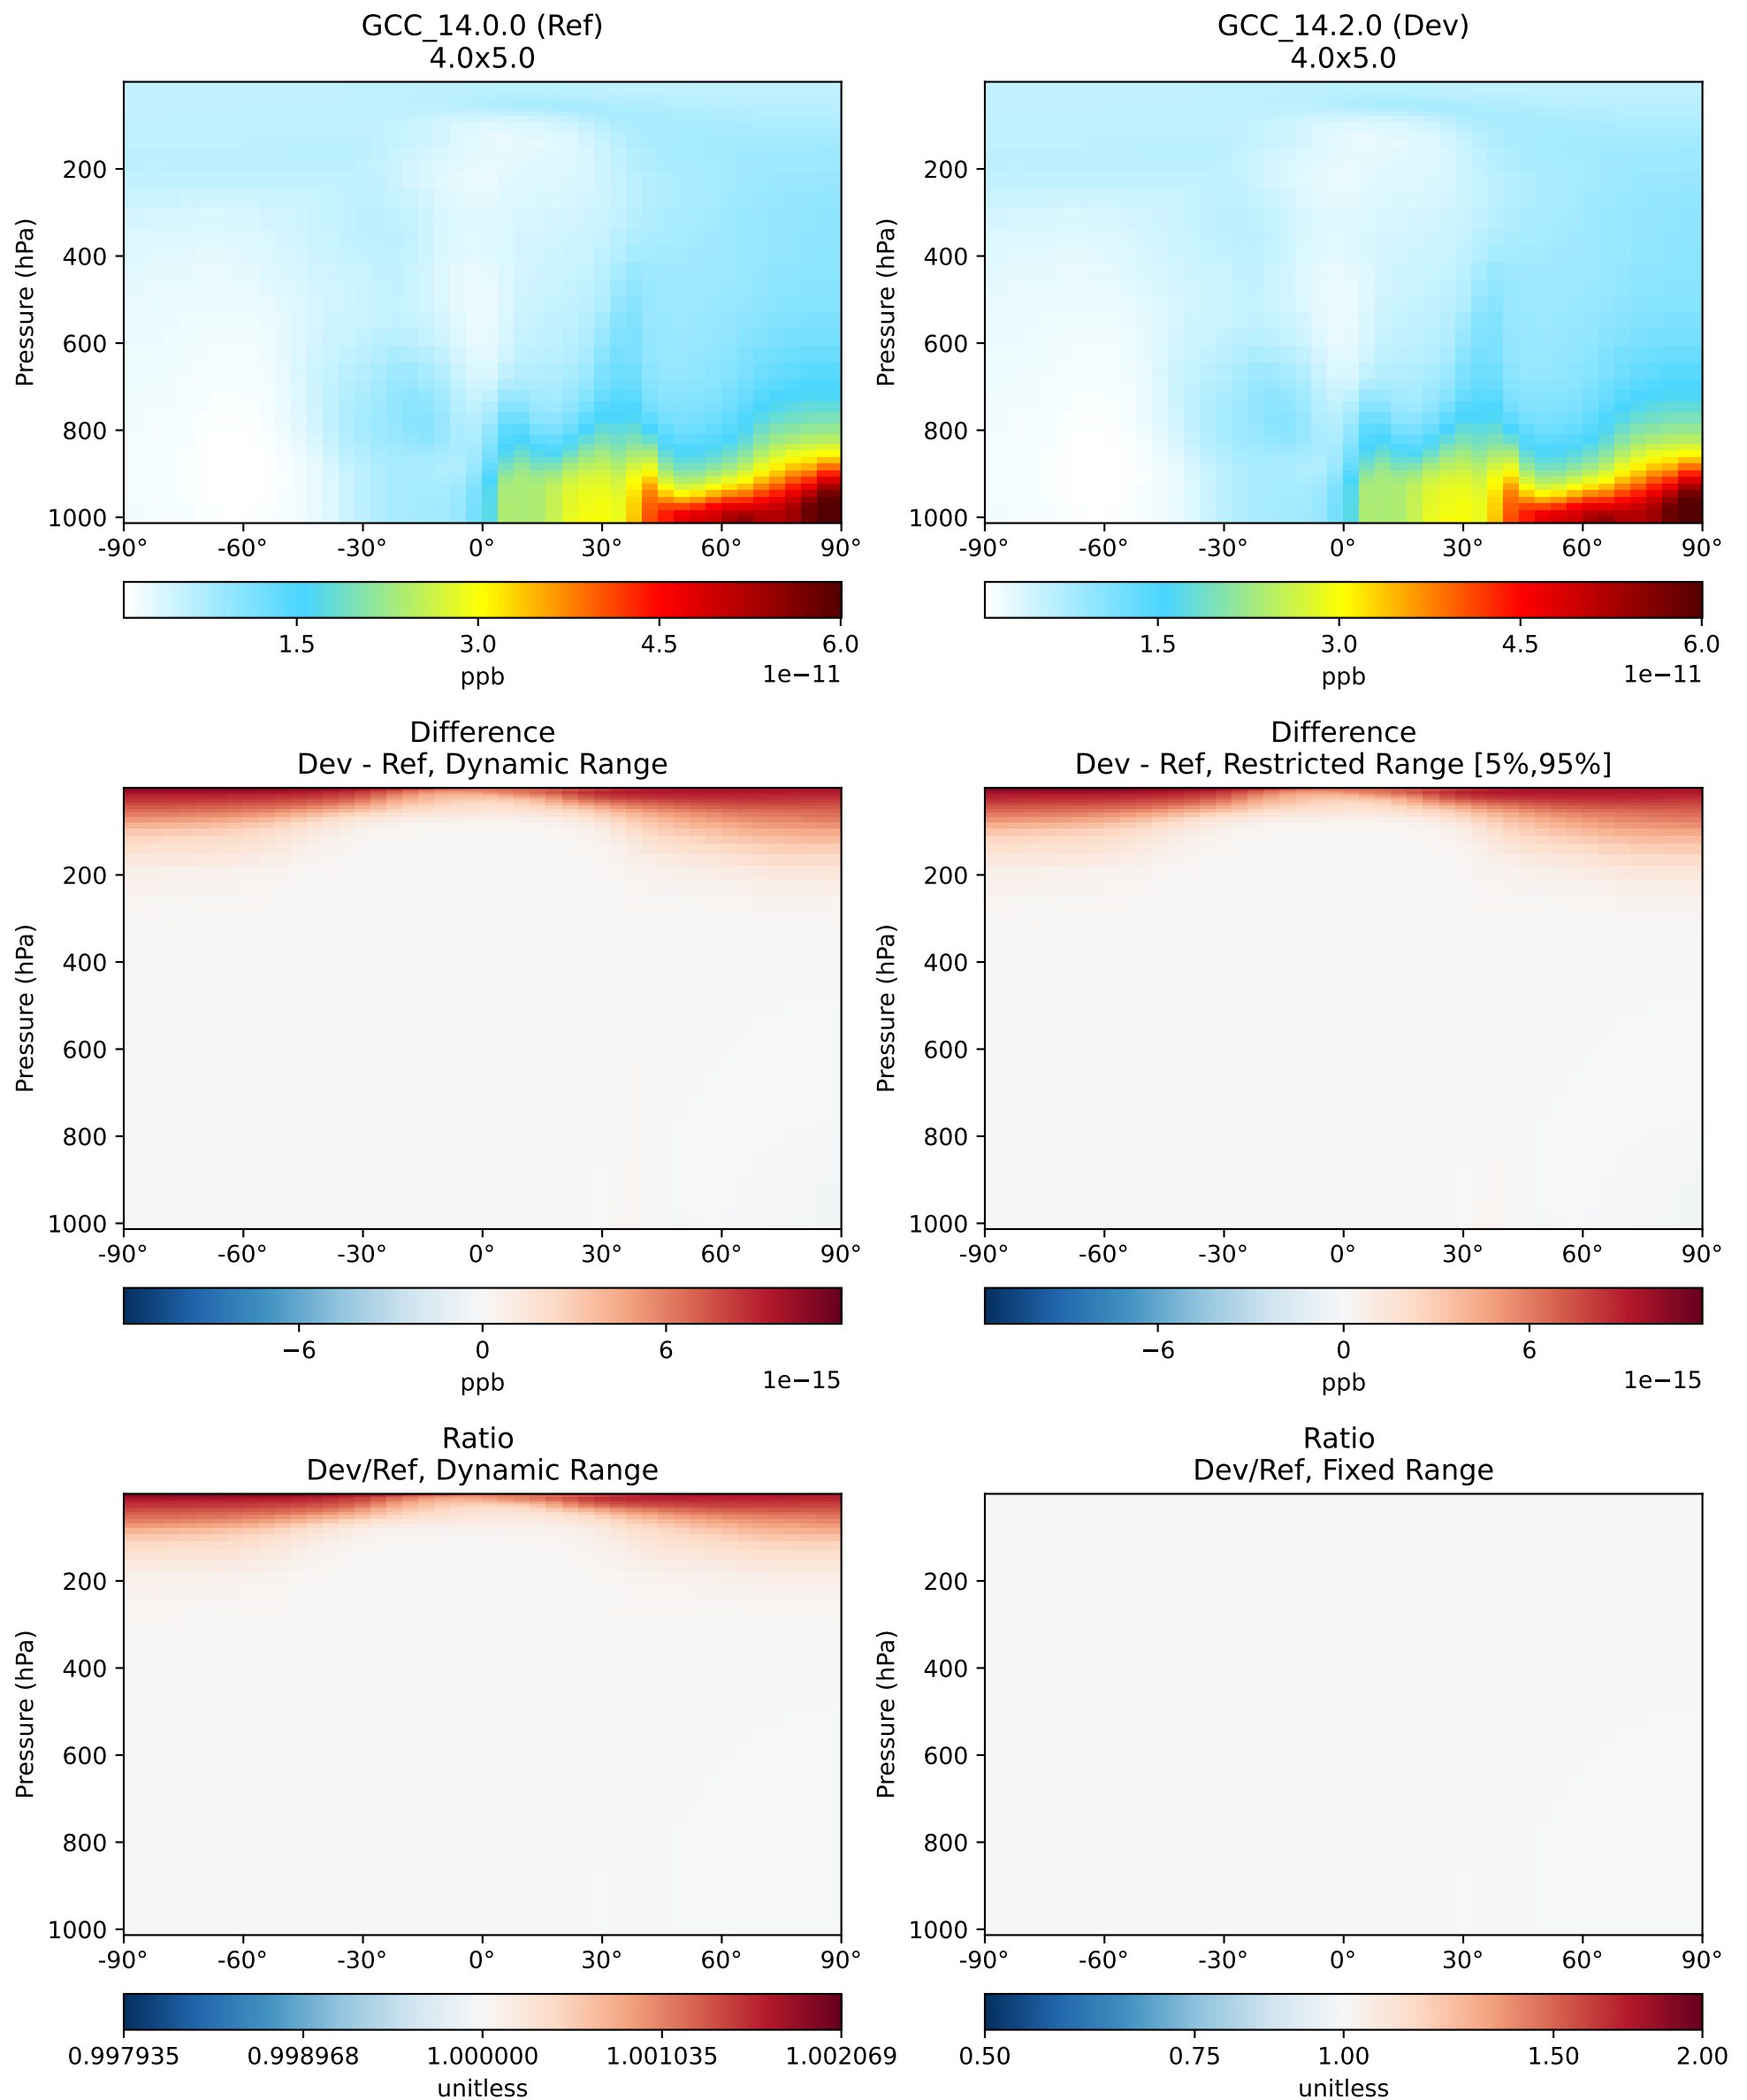 GCC_14.0.0 (Ref)
4.0x5.0
GCC_14.2.0 (Dev)
4.0x5.0
Pressure (hPa)
200
400
600
800
1000
-90° -60° -30° 0° 30° 60° 90°
1.5 3.0 4.5 6.0
ppb
1e−11
Pressure (hPa)
200
400
600
800
1000
-90° -60° -30° 0° 30° 60° 90°
1.5 3.0 4.5 6.0
ppb
1e−11
Difference
Dev - Ref, Dynamic Range
Difference
Dev - Ref, Restricted Range [5%,95%]
Pressure (hPa)
200
400
600
800
1000
-90° -60° -30° 0° 30° 60° 90°
−6 0 6
ppb
1e−15
Pressure (hPa)
200
400
600
800
1000
-90° -60° -30° 0° 30° 60° 90°
−6 0 6
ppb
1e−15
Ratio
Dev/Ref, Dynamic Range
Ratio
Dev/Ref, Fixed Range
Pressure (hPa)
200
400
600
800
1000
-90° -60° -30° 0° 30° 60° 90°
0.997935 0.998968 1.000000 1.001035 1.002069
unitless
Pressure (hPa)
200
400
600
800
1000
-90° -60° -30° 0° 30° 60° 90°
0.50 0.75 1.00 1.50 2.00
unitless